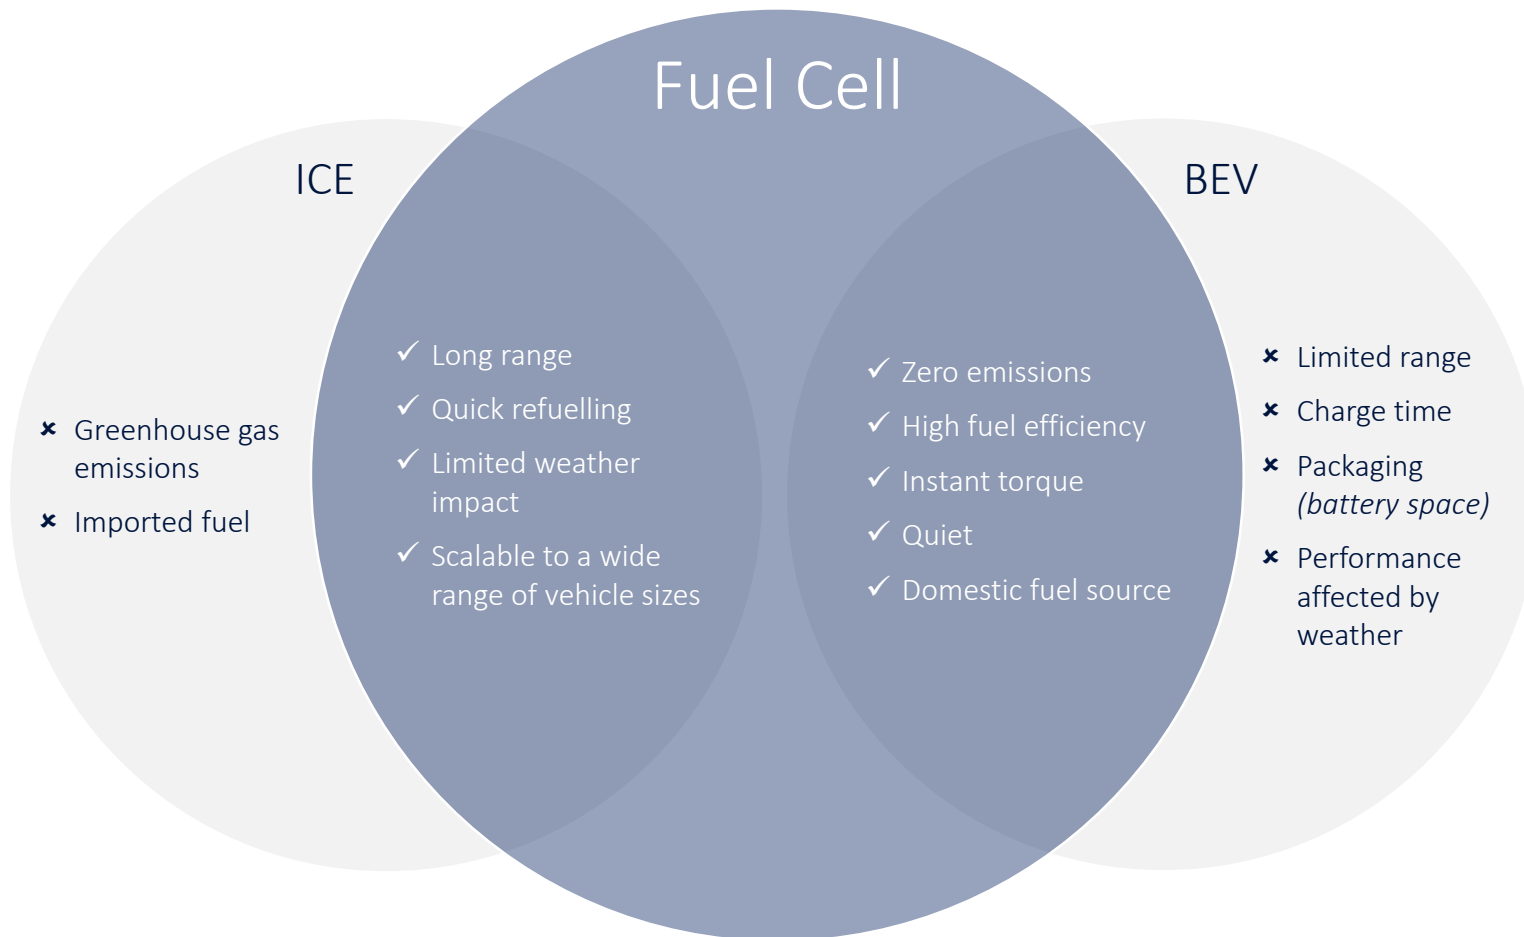 Fuel Cell
ICE
BEV
✘ Greenhouse gas
emissions
✘ Imported fuel
✓ Long range
✓ Quick refuelling
✓ Limited weather
impact
✓ Scalable to a wide
range of vehicle sizes
✓ Zero emissions
✓ High fuel efficiency
✓ Instant torque
✓ Quiet
✓ Domestic fuel source
✘ Limited range
✘ Charge time
✘ Packaging
(battery space)
✘ Performance
affected by
weather